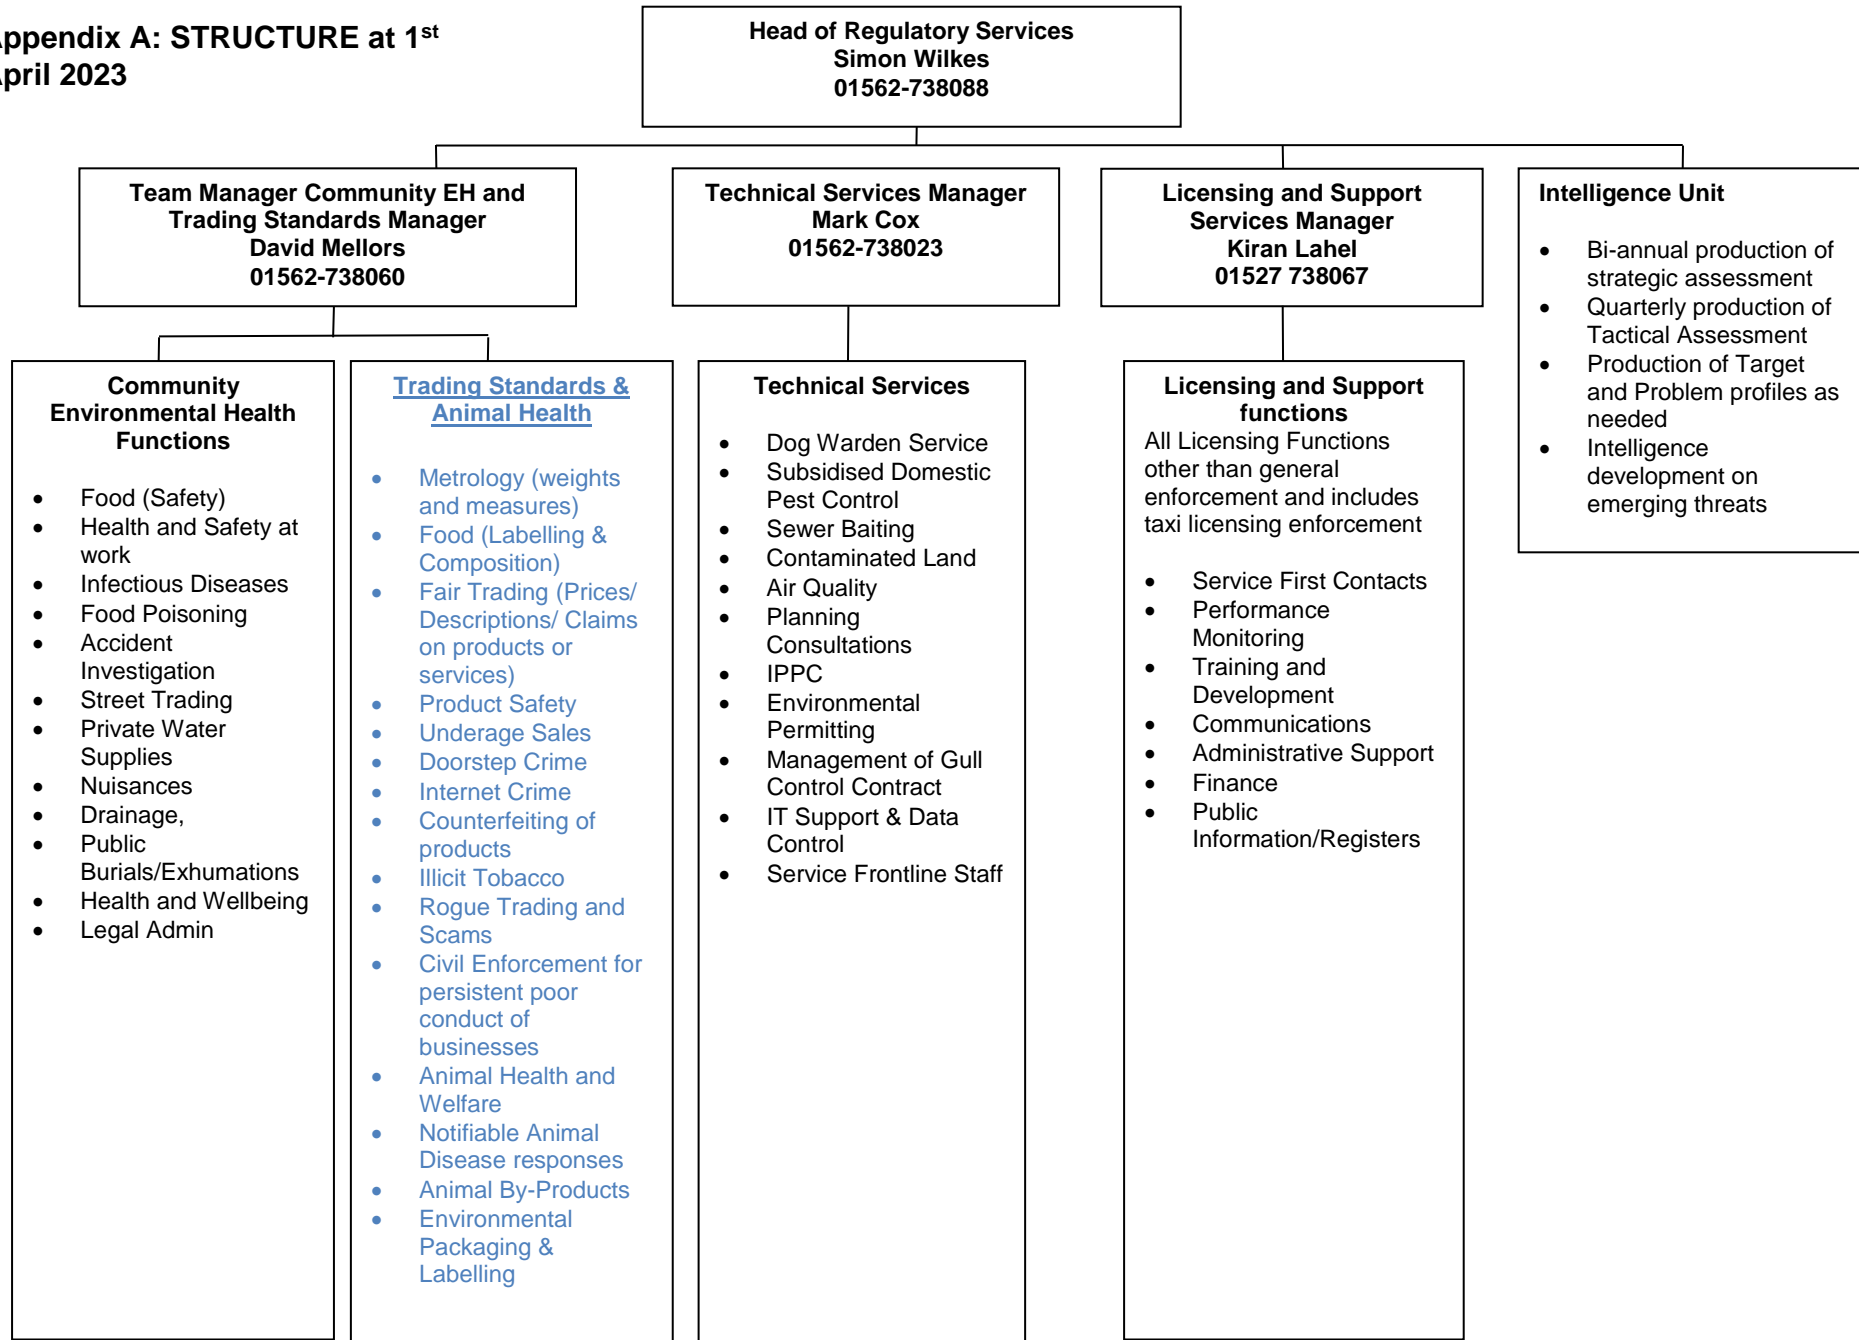 ppendix A: STRUCTURE at 1st
pril 2023
Head of Regulatory Services
Simon Wilkes
01562-738088
Team Manager Community EH and
Trading Standards Manager
David Mellors
01562-738060
Technical Services Manager
Mark Cox
01562-738023
Licensing and Support
Services Manager
Kiran Lahel
01527 738067
Intelligence Unit
• Bi-annual production of
strategic assessment
• Quarterly production of
Tactical Assessment
• Production of Target
and Problem profiles as
needed
• Intelligence
development on
emerging threats
Community
Environmental Health
Functions
• Food (Safety)
• Health and Safety at
work
• Infectious Diseases
• Food Poisoning
• Accident
Investigation
• Street Trading
• Private Water
Supplies
• Nuisances
• Drainage,
• Public
Burials/Exhumations
• Health and Wellbeing
• Legal Admin
Trading Standards &
Animal Health
• Metrology (weights
and measures)
• Food (Labelling &
Composition)
• Fair Trading (Prices/
Descriptions/ Claims
on products or
services)
• Product Safety
• Underage Sales
• Doorstep Crime
• Internet Crime
• Counterfeiting of
products
• Illicit Tobacco
• Rogue Trading and
Scams
• Civil Enforcement for
persistent poor
conduct of
businesses
• Animal Health and
Welfare
• Notifiable Animal
Disease responses
• Animal By-Products
• Environmental
Packaging &
Labelling
Technical Services
• Dog Warden Service
• Subsidised Domestic
Pest Control
• Sewer Baiting
• Contaminated Land
• Air Quality
• Planning
Consultations
• IPPC
• Environmental
Permitting
• Management of Gull
Control Contract
• IT Support & Data
Control
• Service Frontline Staff
Licensing and Support
functions
All Licensing Functions
other than general
enforcement and includes
taxi licensing enforcement
• Service First Contacts
• Performance
Monitoring
• Training and
Development
• Communications
• Administrative Support
• Finance
• Public
Information/Registers